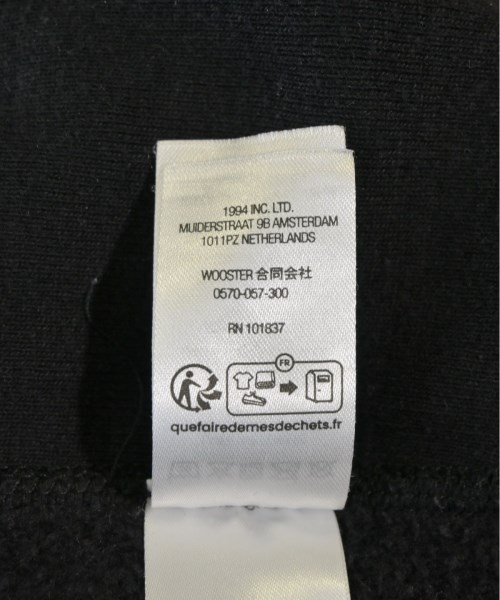 1994 INC. LTD.
MUIDERSTRAAT 9B AMSTERDAM
1011PZ NETHERLANDS
WOOSTER 合同会社
0570-057-300
RN 101837
FR
quefairedemesdechets.fr